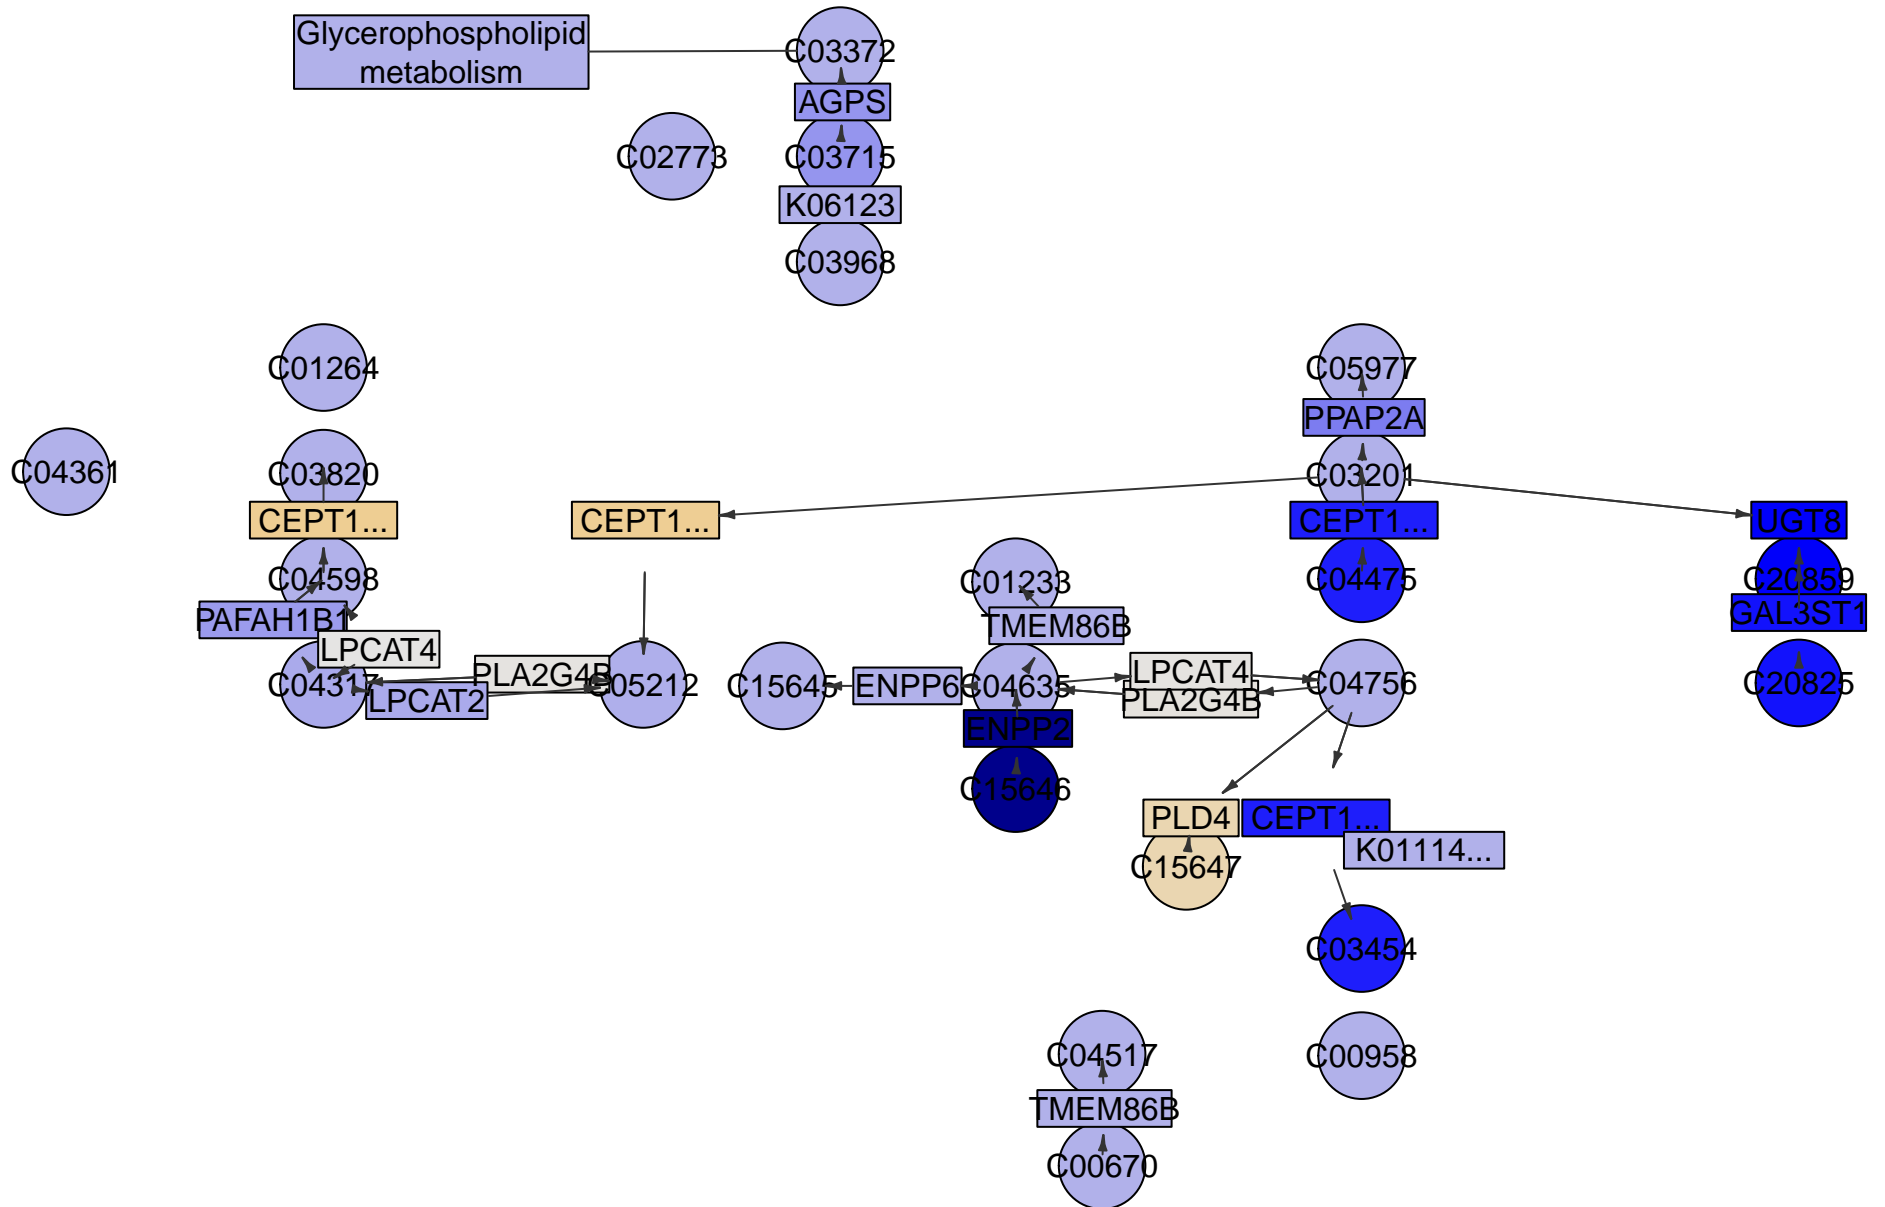 Glycerophospholipid
metabolism
C03372
AGPS
C02773
C03715
K06123
C03968
C01264
C05977
PPAP2A
C04361
C03820
C03201
CEPT1...
CEPT1...
CEPT1...
UGT8
C04598
C01233
C04475
C20859
PAFAH1B1
TMEM86B
GAL3ST1
LPCAT4
PLA2G4B
LPCAT4
C04317
LPCAT2
C05212
C15645
ENPP6
C04635
PLA2G4B
C04756
C20825
ENPP2
C15646
PLD4
CEPT1...
K01114...
C15647
C03454
C04517
C00958
TMEM86B
C00670